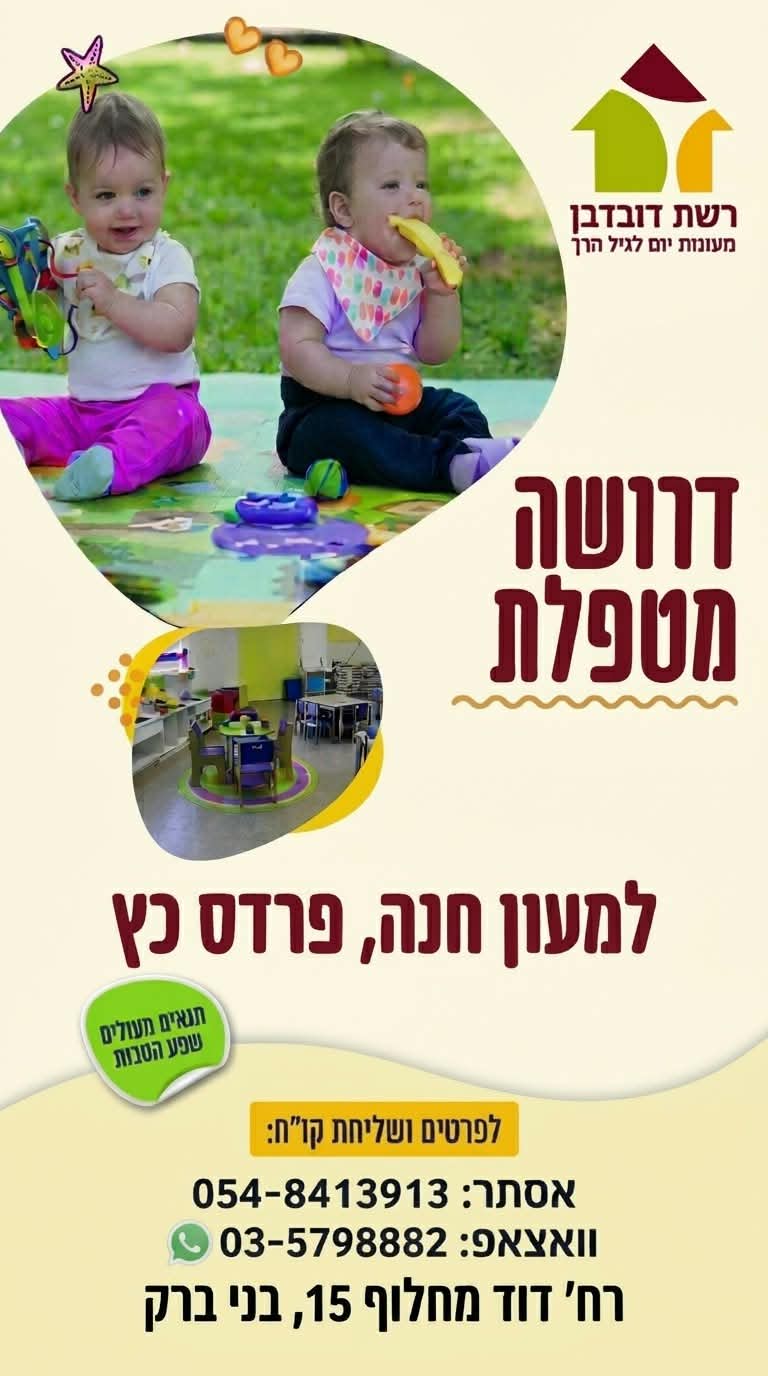 רשת דובדבן
מעונות יום לגיל הרך
דרושה
מטפלת
למעון חנה, פרדס כץ
תנאים מעולים
שפע הטבות
לפרטים ושליחת קו"ח:
אסתר: 054-8413913
וואצאפ: 03-5798882
רח' דוד מחלוף 15, בני ברק